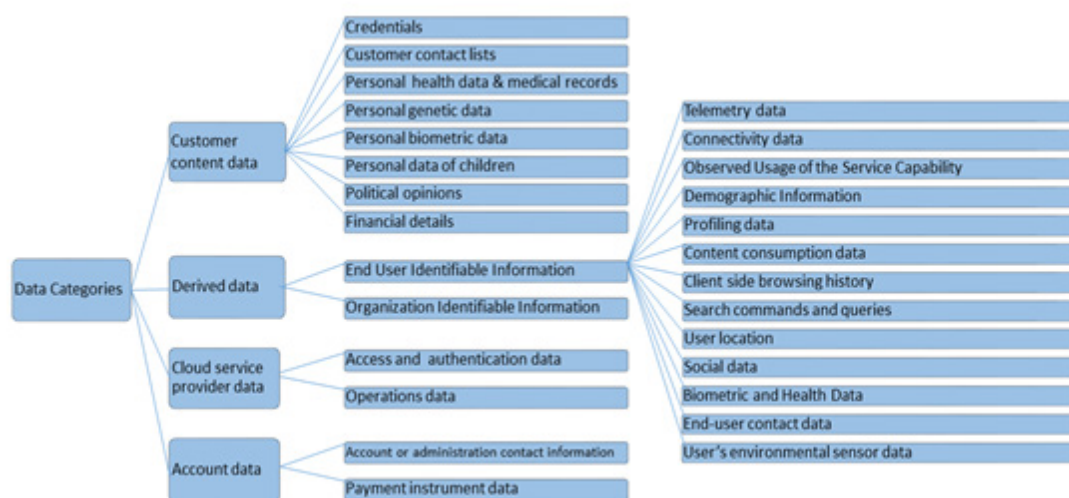 Data Categories
Customer
content data
Credentials
Customer contact lists
Personal health data & medical records
Personal genetic data
Personal biometric data
Personal data of children
Political opinions
Financial details
Derived data
End User Identifiable Information
Telemetry data
Connectivity data
Observed Usage of the Service Capability
Demographic Information
Profiling data
Content consumption data
Client side browsing history
Search commands and queries
User location
Social data
Biometric and Health Data
End-user contact data
User's environmental sensor data
Organization Identifiable Information
Cloud service
provider data
Access and authentication data
Operations data
Account data
Account or administration contact information
Payment instrument data